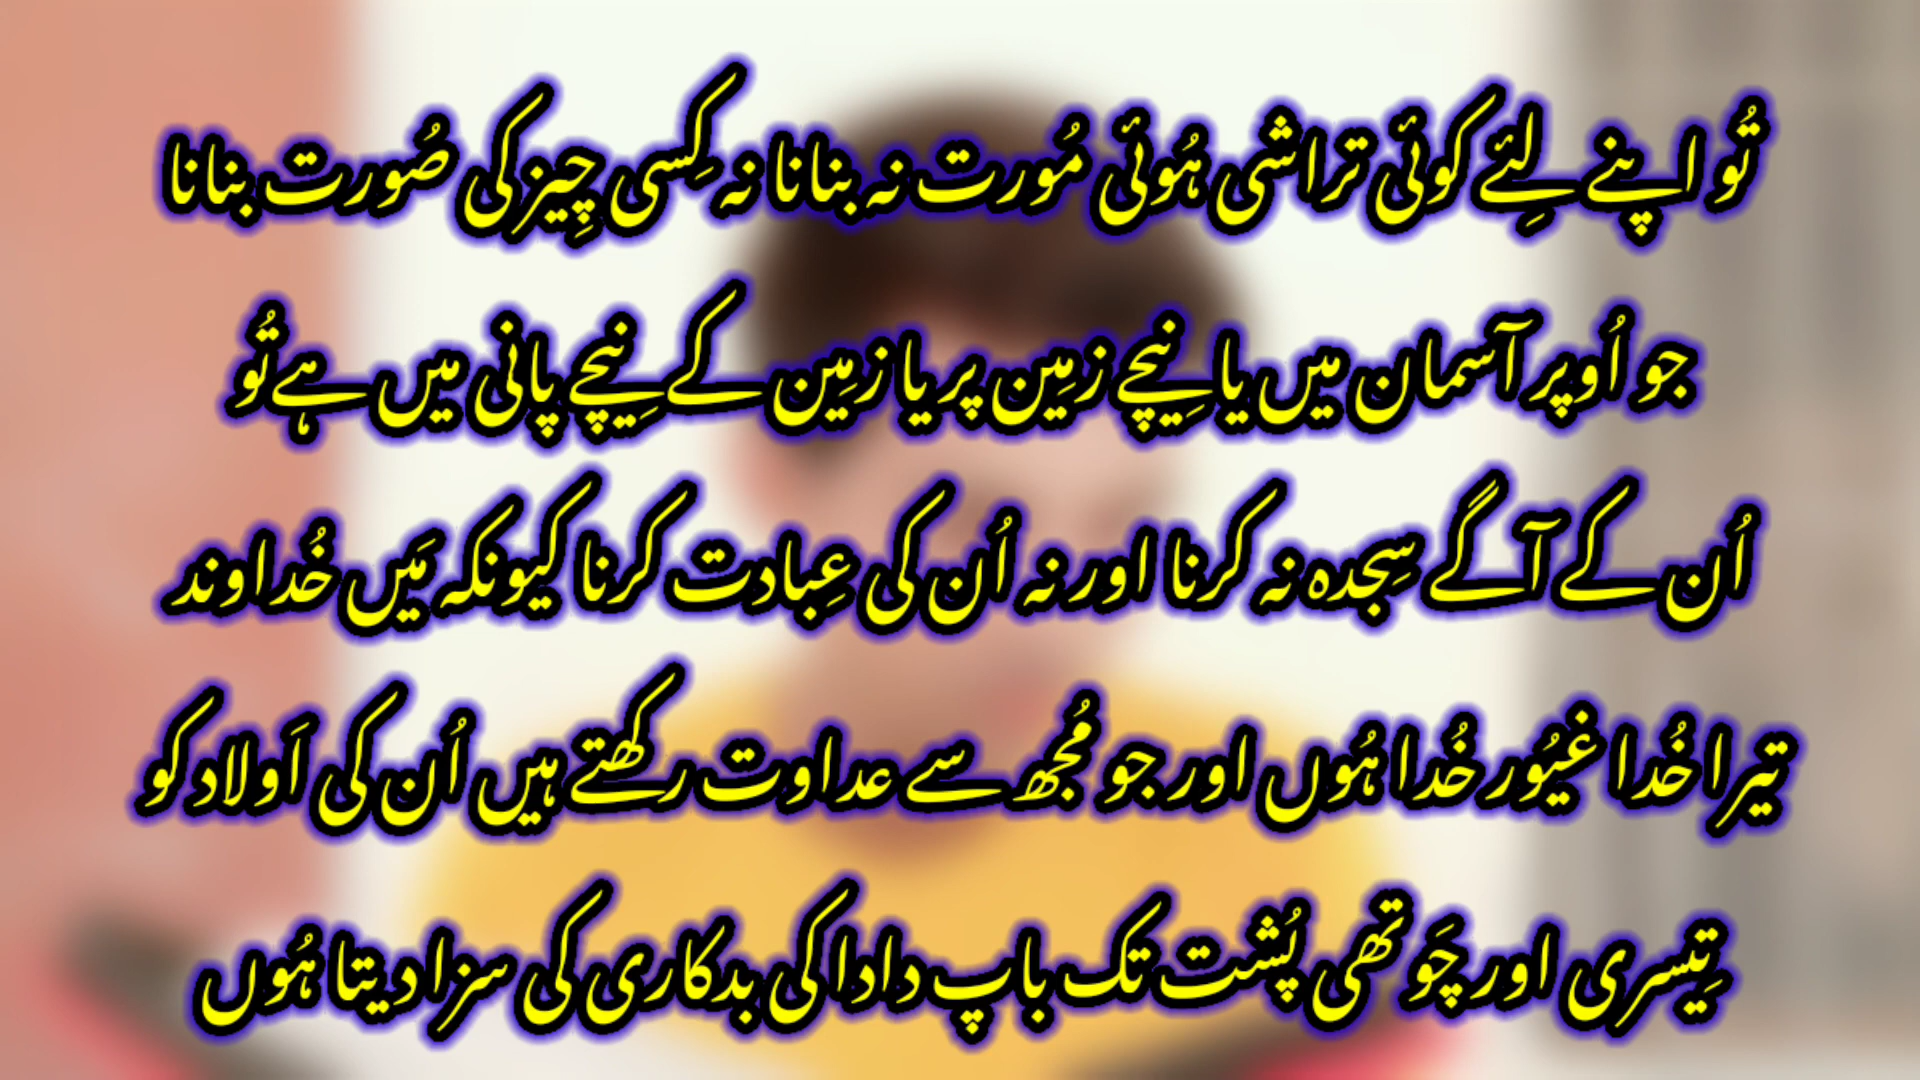 تُو اپنے لِئے کوئی تراشی ہُوئی مُورت نہ بنانا نہ کِسی چِیز کی صُورت بنانا
جو اُوپر آسمان میں یا نِیچے زمِین پر یا زمِین کے نِیچے پانی میں ہے تُو
اُن کے آگے سِجدہ نہ کرنا اور نہ اُن کی عِبادت کرنا کیونکہ مَیں خُداوند
تیرا خُدا غیُور خُدا ہُوں اور جو مُجھ سے عداوت رکھتے ہیں اُن کی اَولاد کو
تِیسری اور چَوتھی پُشت تک باپ دادا کی بدکاری کی سزا دیتا ہُوں